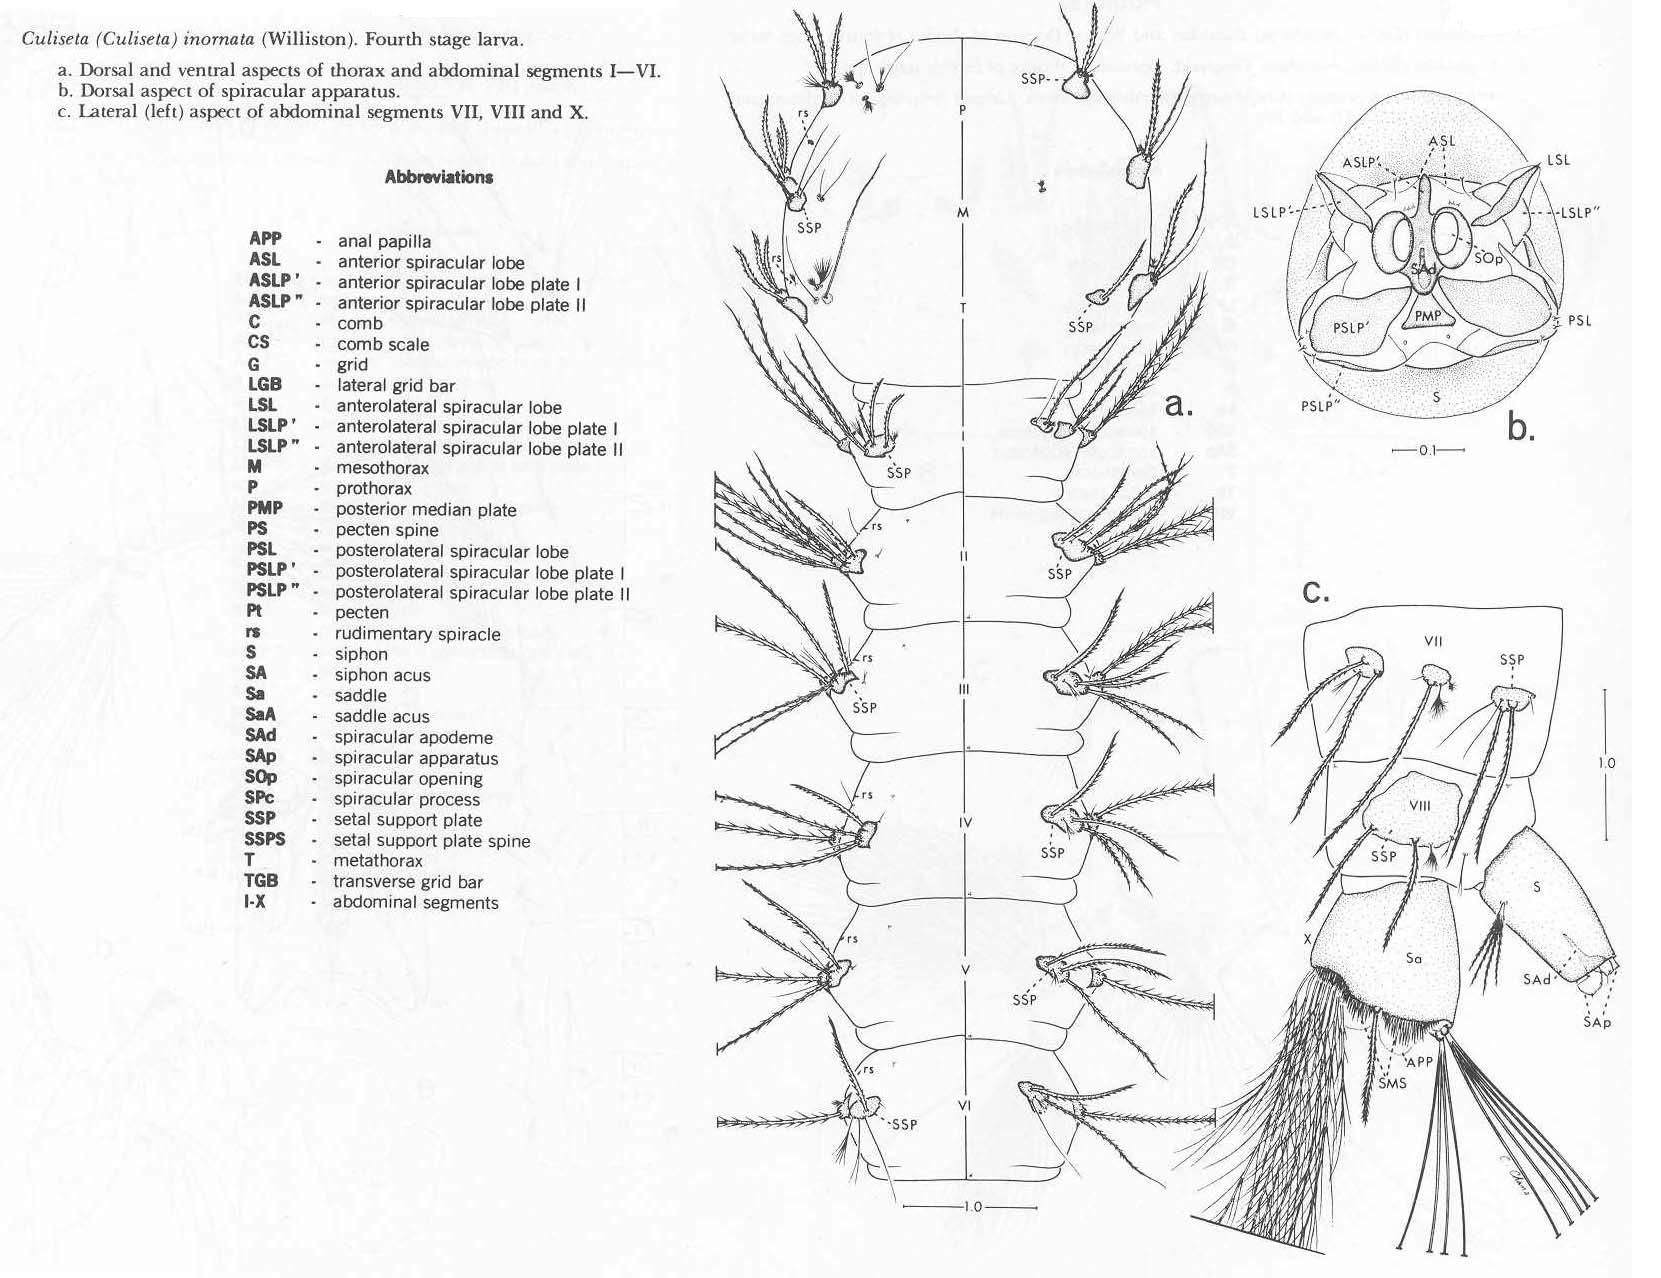 Culiseta (Culiseta) inornata (Williston). Fourth stage larva.
a. Dorsal and ventral aspects of thorax and abdominal segments I—VI.
b. Dorsal aspect of spiracular apparatus.
c. Lateral (left) aspect of abdominal segments VII, VIII and X.
Abbreviations
APP - anal papilla
ASL - anterior spiracular lobe
ASLP' - anterior spiracular lobe plate I
ASLP" - anterior spiracular lobe plate II
C - comb
CS - comb scale
G - grid
LGB - lateral grid bar
LSL - anterolateral spiracular lobe
LSLP' - anterolateral spiracular lobe plate I
LSLP" - anterolateral spiracular lobe plate II
M - mesothorax
P - prothorax
PMP - posterior median plate
PS - pecten spine
PSL - posterolateral spiracular lobe
PSLP' - posterolateral spiracular lobe plate I
PSLP" - posterolateral spiracular lobe plate II
Pt - pecten
rs - rudimentary spiracle
S - siphon
SA - siphon acus
Sa - saddle
SaA - saddle acus
SAd - spiracular apodeme
SAp - spiracular apparatus
SOp - spiracular opening
SPc - spiracular process
SSP - setal support plate
SSPS - setal support plate spine
T - metathorax
TGB - transverse grid bar
I-X - abdominal segments
SSP
P
rs
M
SSP
rs
T
SSP
a.
I
SSP
rs
II
SSP
rs
III
SSP
rs
IV
SSP
rs
V
SSP
rs
VI
SSP
1.0
ASL
ASLP'
LSL
LSLP'
LSLP"
SOp
SAd
PMP
PSLP'
PSL
PSLP"
S
b.
0.1
c.
VII
SSP
1.0
VIII
SSP
S
X
Sa
SAd
SAp
APP
SMS
C. Chang